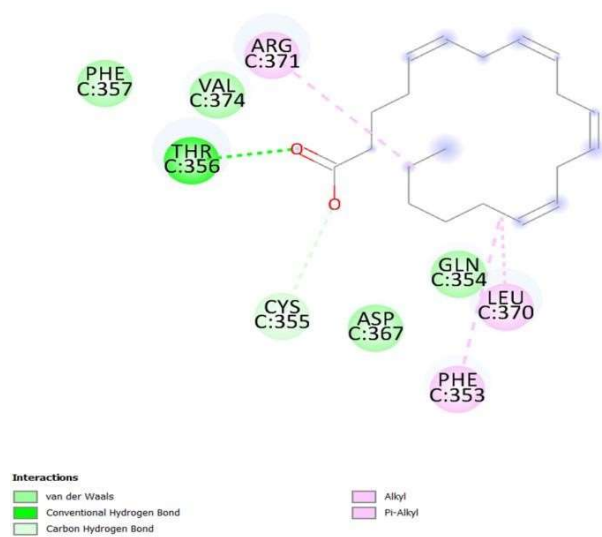 ARG
C:371
PHE
C:357
VAL
C:374
THR
C:356
O
O
GLN
C:354
LEU
C:370
CYS
C:355
ASP
C:367
PHE
C:353
Interactions
van der Waals
Conventional Hydrogen Bond
Carbon Hydrogen Bond
Alkyl
Pi-Alkyl